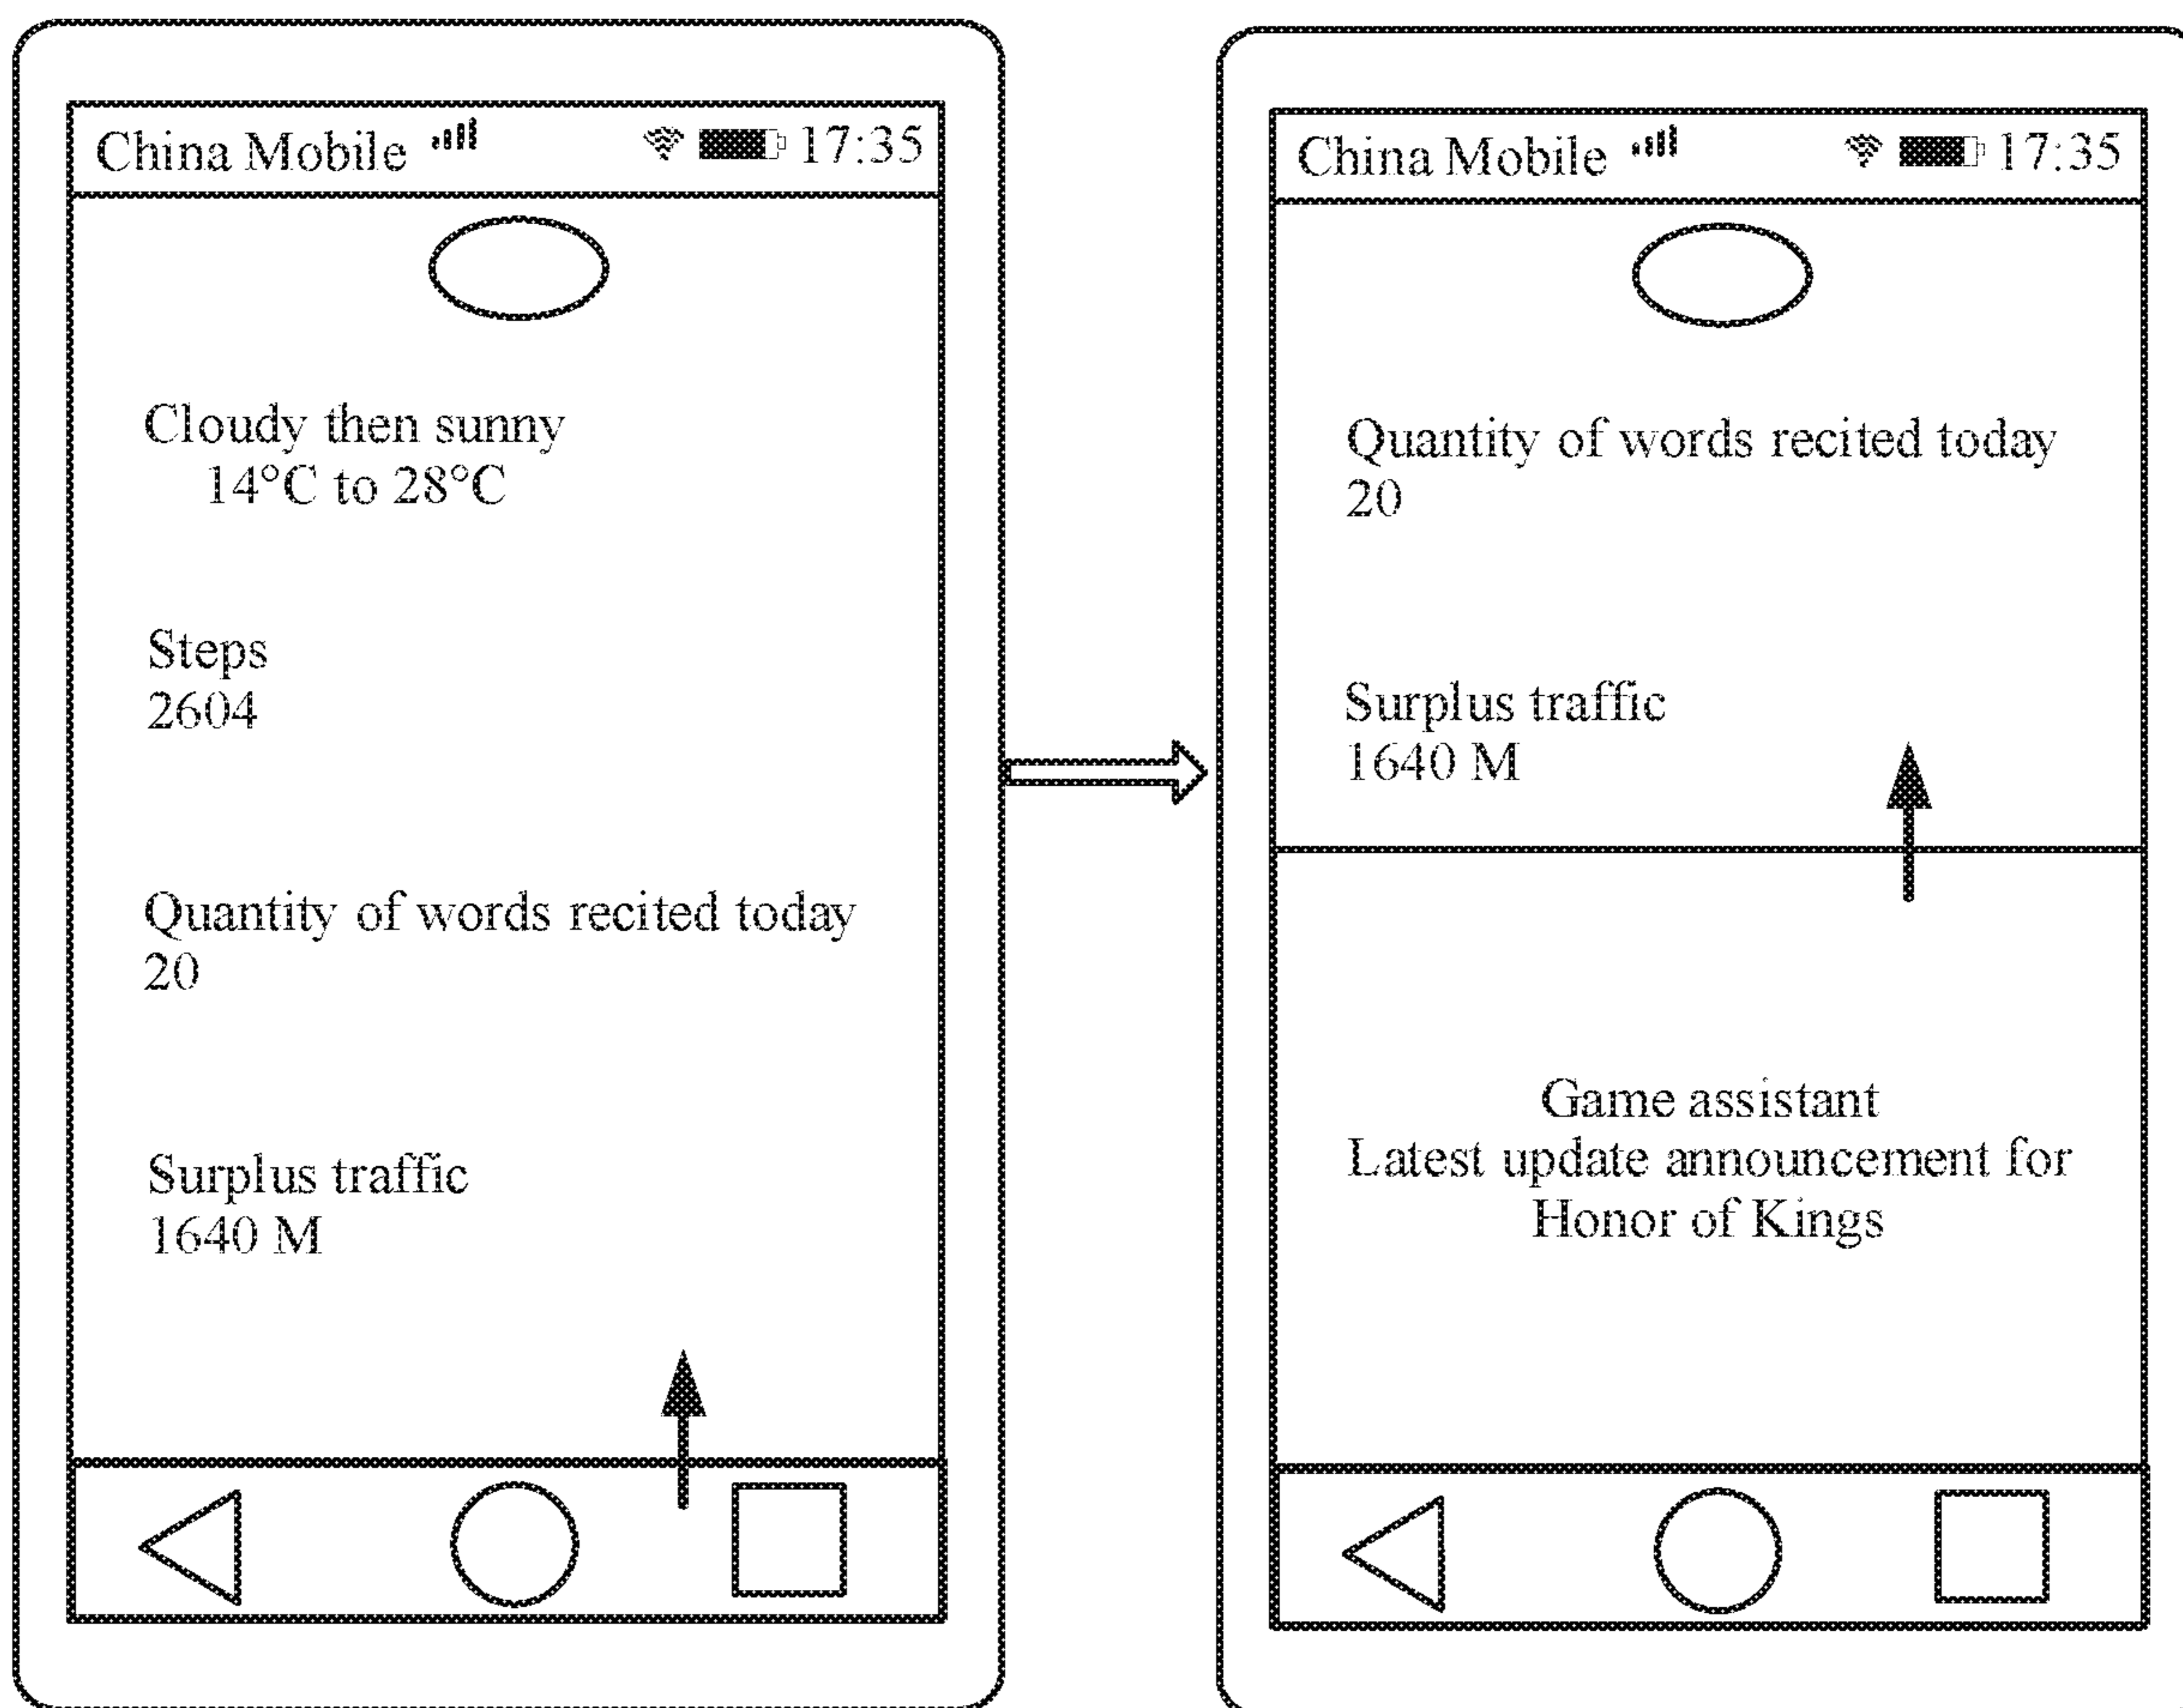 China Mobile 17:35
Cloudy then sunny
14°C to 28°C
Steps
2604
Quantity of words recited today
20
Surplus traffic
1640 M
China Mobile 17:35
Quantity of words recited today
20
Surplus traffic
1640 M
Game assistant
Latest update announcement for
Honor of Kings